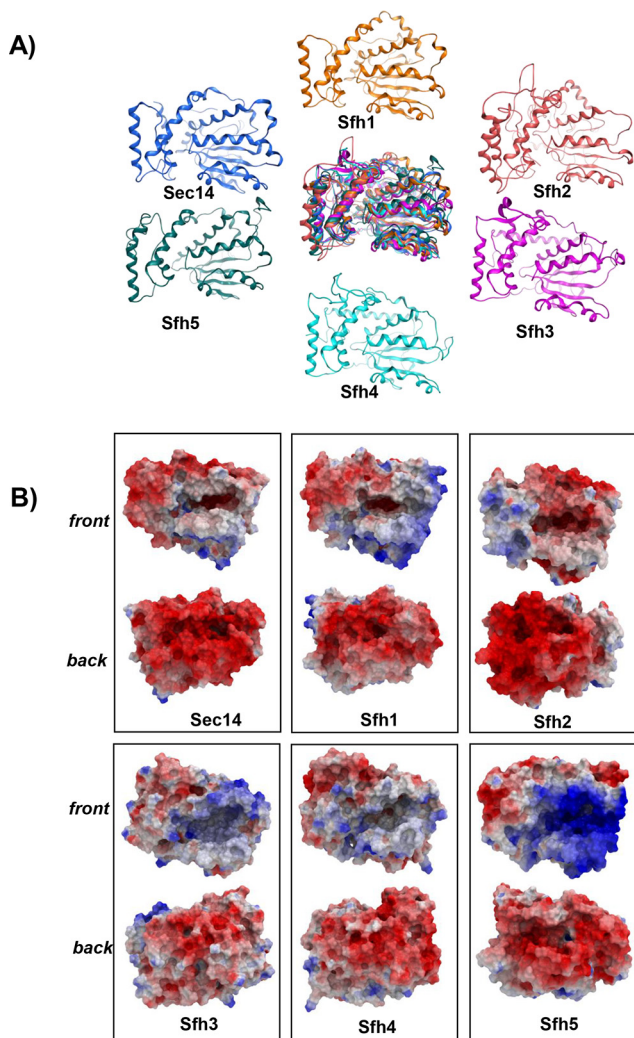 A)
Sfh1
Sec14
Sfh2
Sfh5
Sfh3
Sfh4
B)
front
back
Sec14 Sfh1 Sfh2
front
back
Sfh3 Sfh4 Sfh5